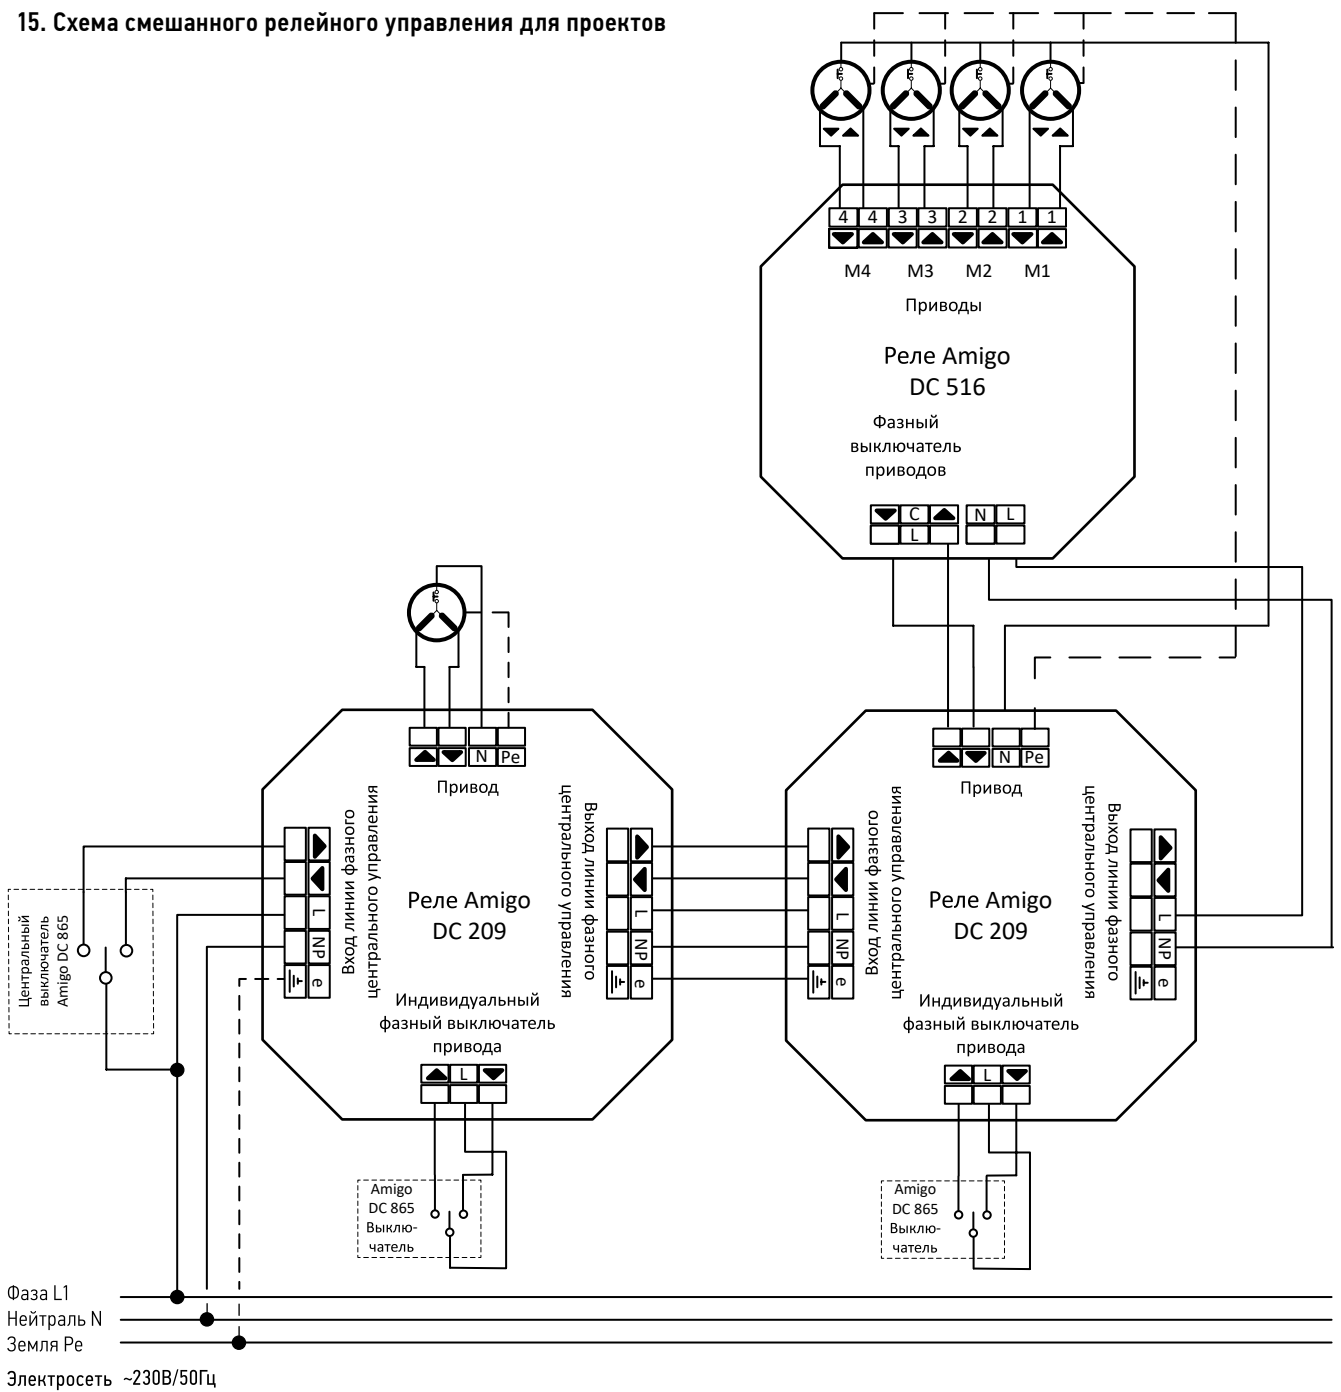 15. Схема смешанного релейного управления для проектов
4 4 3 3 2 2 1 1
M4 M3 M2 M1
Приводы
Реле Amigo
DC 516
Фазный
выключатель
приводов
C N L
L
N Pe
Привод
Вход линии фазного
центрального управления
L
NP
e
Реле Amigo
DC 209
Выход линии фазного
центрального управления
L
NP
e
Индивидуальный
фазный выключатель
привода
L
Amigo
DC 865
Выклю-
чатель
N Pe
Привод
Вход линии фазного
центрального управления
L
NP
e
Реле Amigo
DC 209
Выход линии фазного
центрального управления
L
NP
e
Индивидуальный
фазный выключатель
привода
L
Amigo
DC 865
Выклю-
чатель
Центральный
выключатель
Amigo DC 865
Фаза L1
Нейтраль N
Земля Pe
Электросеть ~230В/50Гц